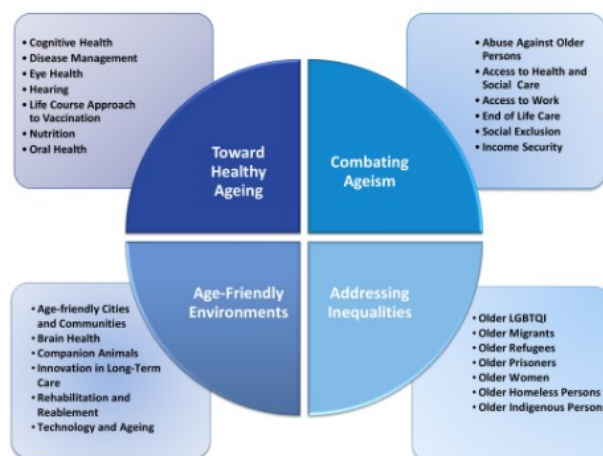 • Cognitive Health
• Disease Management
• Eye Health
• Hearing
• Life Course Approach
to Vaccination
• Nutrition
• Oral Health
• Abuse Against Older
Persons
• Access to Health and
Social Care
• Access to Work
• End of Life Care
• Social Exclusion
• Income Security
Toward
Healthy
Ageing
Combating
Ageism
Age-Friendly
Environments
Addressing
Inequalities
• Age-friendly Cities
and Communities
• Brain Health
• Companion Animals
• Innovation in Long-Term
Care
• Rehabilitation and
Reablement
• Technology and Ageing
• Older LGBTQI
• Older Migrants
• Older Refugees
• Older Prisoners
• Older Women
• Older Homeless Persons
• Older Indigenous Persons